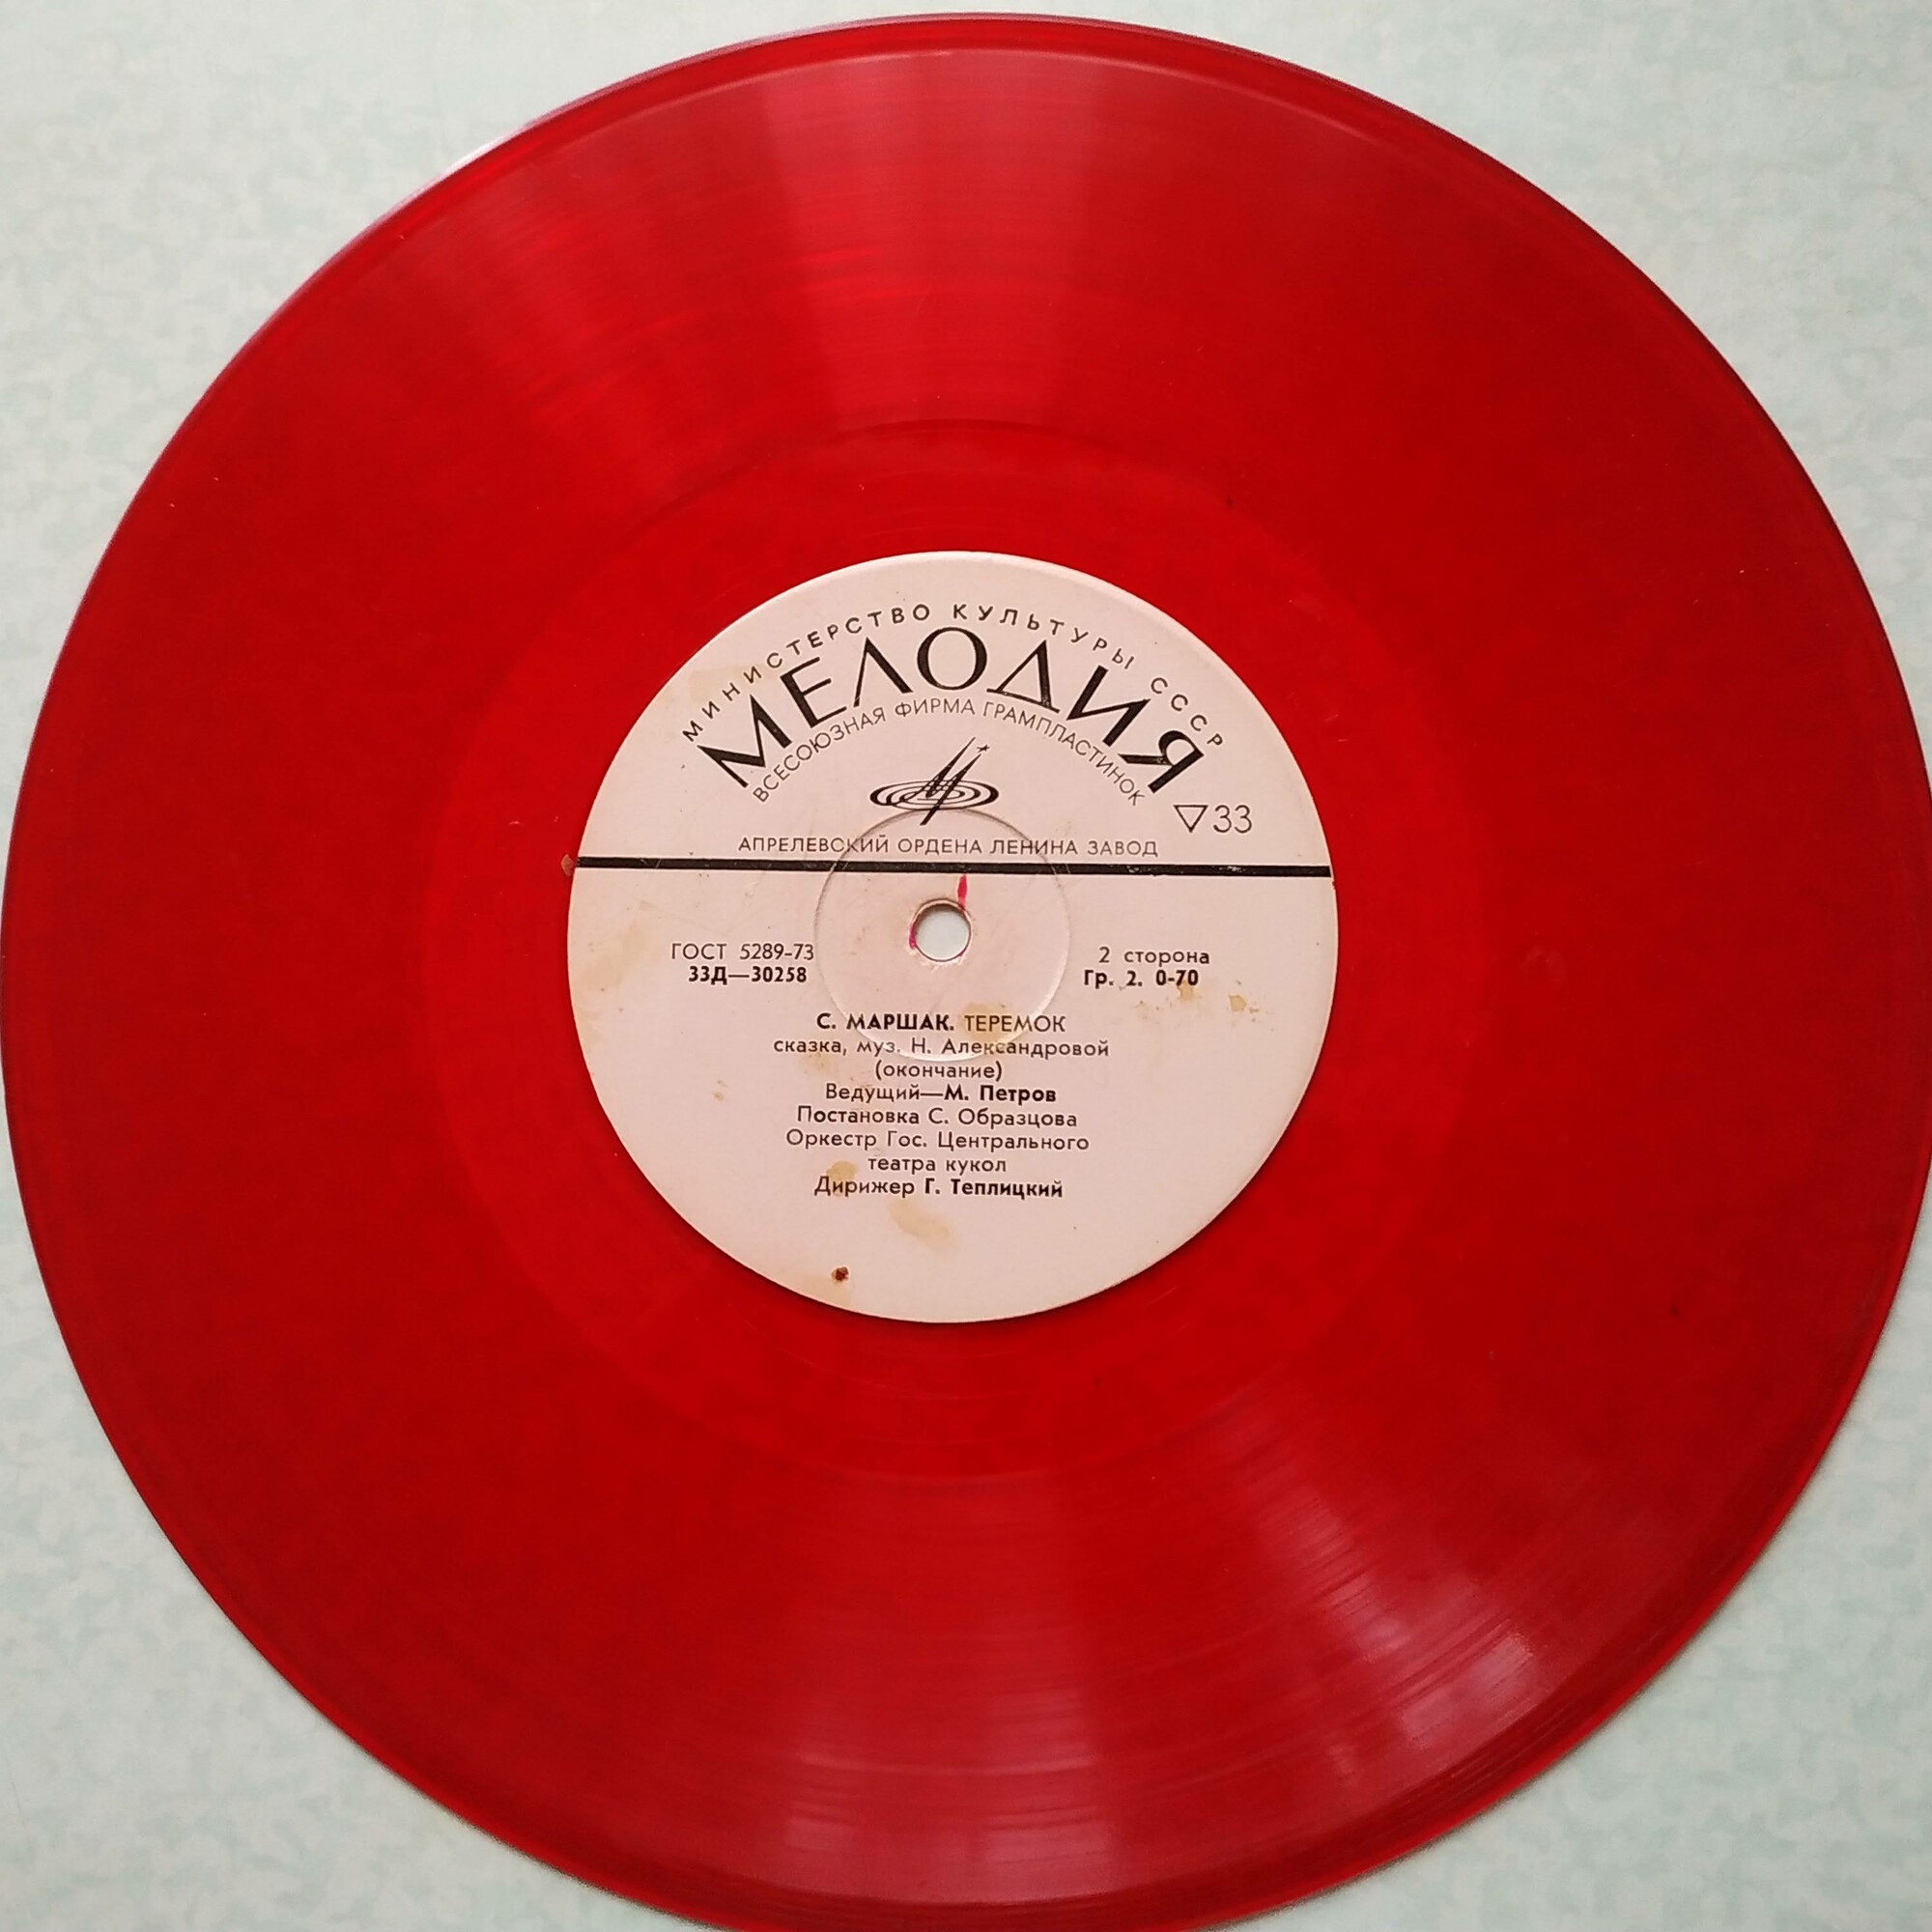 МИНИСТЕРСТВО КУЛЬТУРЫ СССР
МЕЛОДИЯ
ВСЕСОЮЗНАЯ ФИРМА ГРАМПЛАСТИНОК
▽33
АПРЕЛЕВСКИЙ ОРДЕНА ЛЕНИНА ЗАВОД
ГОСТ 5289-73
33Д—30258
2 сторона
Гр. 2. 0-70
С. МАРШАК. ТЕРЕМОК
сказка, муз. Н. Александровой
(окончание)
Ведущий—М. Петров
Постановка С. Образцова
Оркестр Гос. Центрального
театра кукол
Дирижер Г. Теплицкий